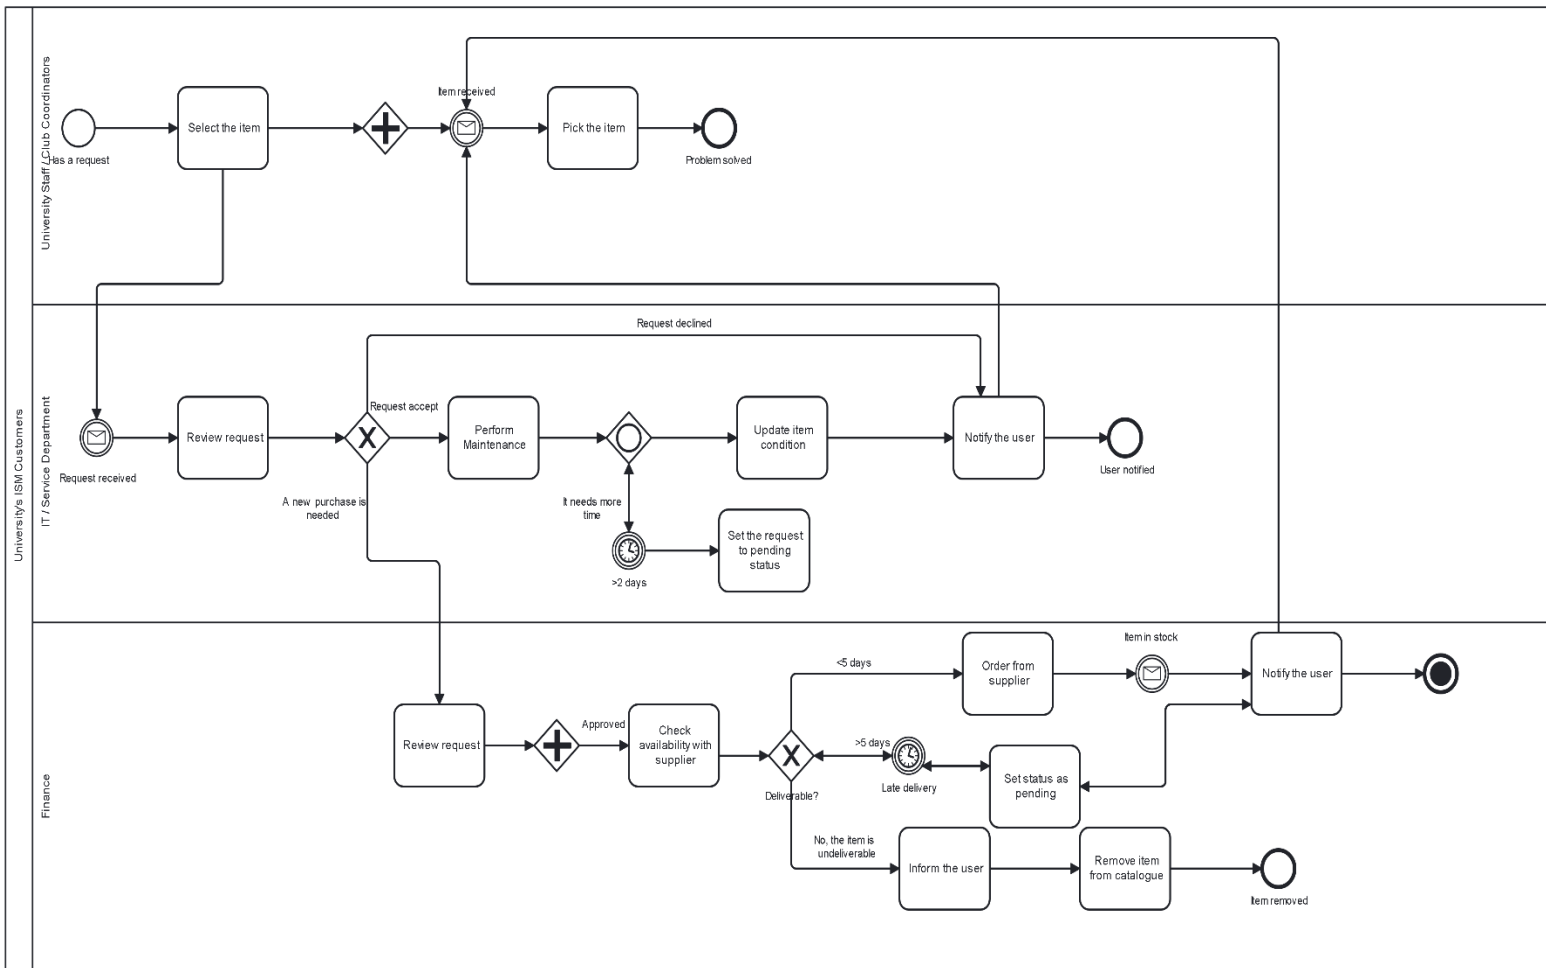 University's ISM Customers
University Staff / Club Coordinators
Has a request
Select the item
Item received
Pick the item
Problem solved
IT / Service Department
Request received
Review request
Request declined
Request accept
A new purchase is
needed
Perform
Maintenance
It needs more
time
>2 days
Set the request
to pending
status
Update item
condition
Notify the user
User notified
Finance
Review request
Approved
Check
availability with
supplier
Deliverable?
<5 days
Order from
supplier
Item in stock
Notify the user
>5 days
Late delivery
Set status as
pending
No, the item is
undeliverable
Inform the user
Remove item
from catalogue
Item removed